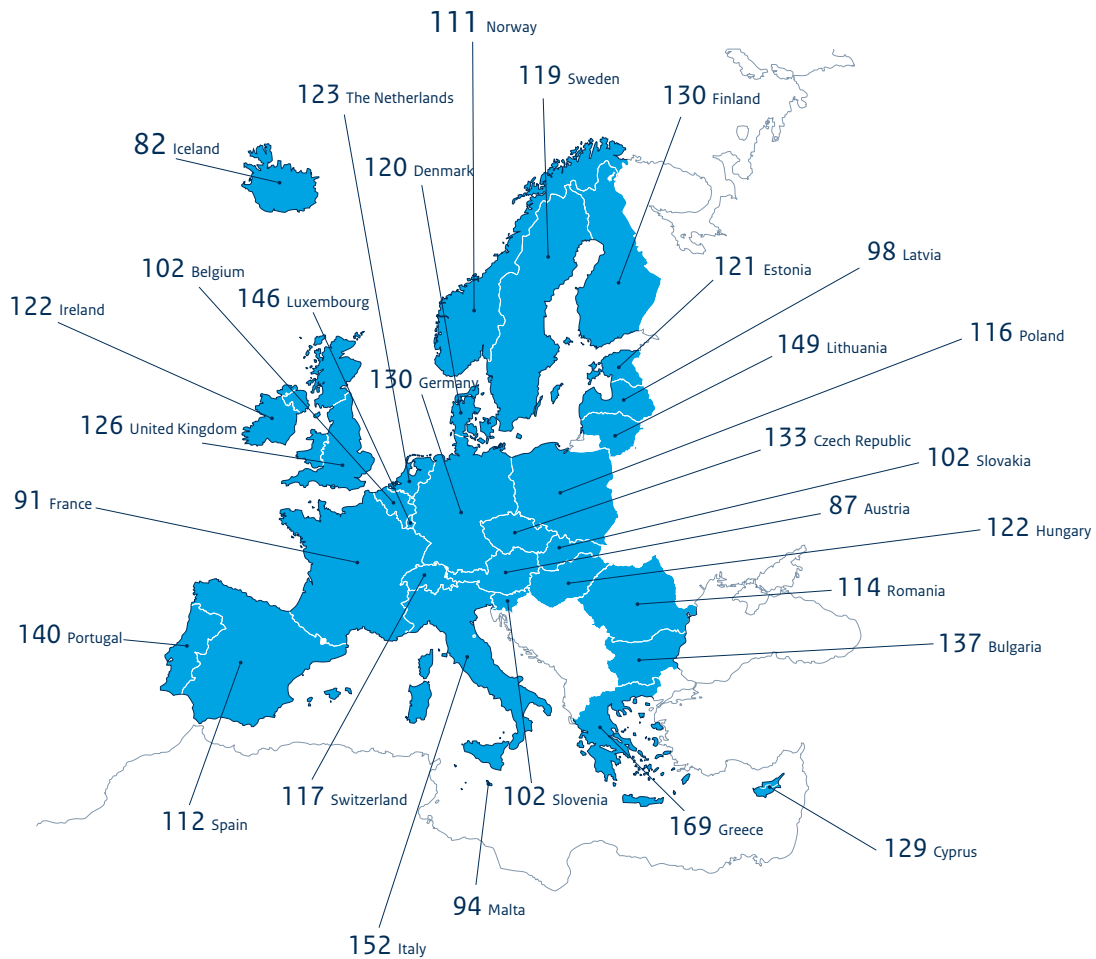 111 Norway
119 Sweden
123 The Netherlands
130 Finland
82 Iceland
120 Denmark
98 Latvia
121 Estonia
102 Belgium
146 Luxembourg
122 Ireland
116 Poland
149 Lithuania
130 Germany
126 United Kingdom
133 Czech Republic
102 Slovakia
91 France
87 Austria
122 Hungary
114 Romania
140 Portugal
137 Bulgaria
117 Switzerland
102 Slovenia
112 Spain
169 Greece
129 Cyprus
94 Malta
152 Italy